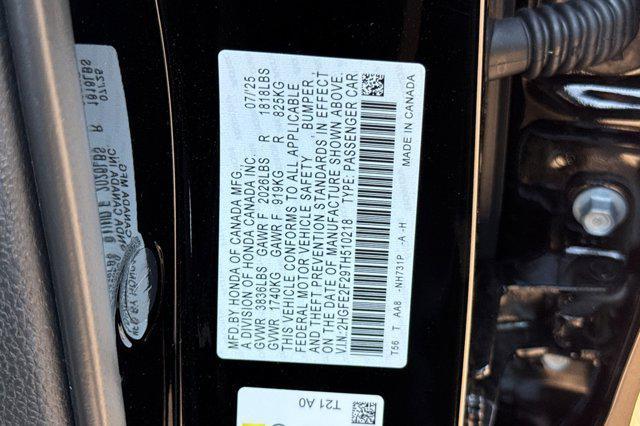 MFD.BY HONDA OF CANADA MFG. 07/25
A DIVISION OF HONDA CANADA INC.
GVWR 3836LBS GAWR F 2026LBS R 1818LBS
GVWR 1740KG GAWR F 919KG R 825KG
THIS VEHICLE CONFORMS TO ALL APPLICABLE
FEDERAL MOTOR VEHICLE SAFETY , BUMPER ,
AND THEFT PREVENTION STANDARDS IN EFFECT
ON THE DATE OF MANUFACTURE SHOWN ABOVE.
V.I.N: 2HGFE2F29TH510218 TYPE: PASSENGER CAR
T56 T AA8 -NH731P -A -H MADE IN CANADA
T21 A0